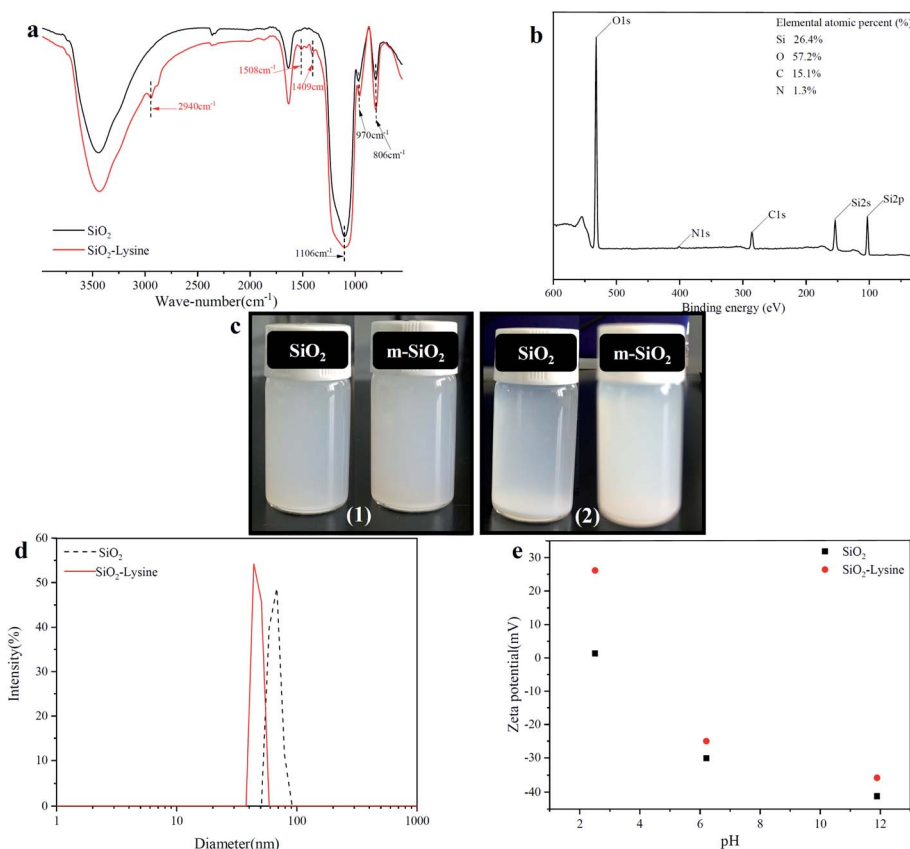 a
1508cm-1
1409cm-1
2940cm-1
970cm-1
806cm-1
SiO2
SiO2-Lysine
1106cm-1
3500 3000 2500 2000 1500 1000
Wave-number(cm-1)
b
O1s
Elemental atomic percent (%)
Si 26.4%
O 57.2%
C 15.1%
N 1.3%
N1s
C1s
Si2s
Si2p
600 500 400 300 200 100
Binding energy (eV)
c
SiO2
m-SiO2
(1)
SiO2
m-SiO2
(2)
d
SiO2
SiO2-Lysine
60
50
40
30
20
10
0
Intensity(%)
1 10 100 1000
Diameter(nm)
e
SiO2
SiO2-Lysine
30
20
10
0
-10
-20
-30
-40
Zeta potential(mV)
2 4 6 8 10 12
pH